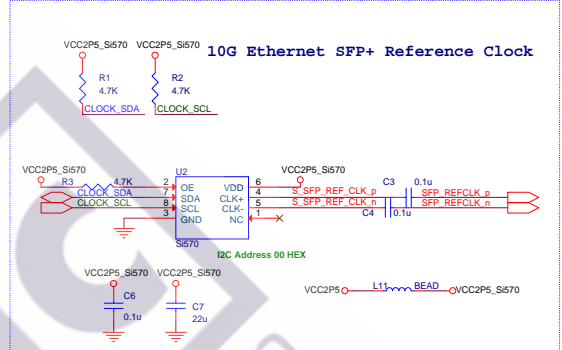 VCC2P5_Si570 VCC2P5_Si570 10G Ethernet SFP+ Reference Clock
R1 R2
4.7K 4.7K
CLOCK_SDA CLOCK_SCL
VCC2P5_Si570 U2 VCC2P5_Si570
R3 4.7K 2 OE VDD 6 C3 0.1u
CLOCK_SDA 7 SDA CLK+ 4 S_SFP_REF_CLK_p SFP_REFCLK_p
CLOCK_SCL 8 SCL CLK- 5 S_SFP_REF_CLK_n SFP_REFCLK_n
3 GND NC 1 C4 0.1u
Si570
I2C Address 00 HEX
VCC2P5_Si570 VCC2P5_Si570
VCC2P5 L11 BEAD VCC2P5_Si570
C6 C7
0.1u 22u